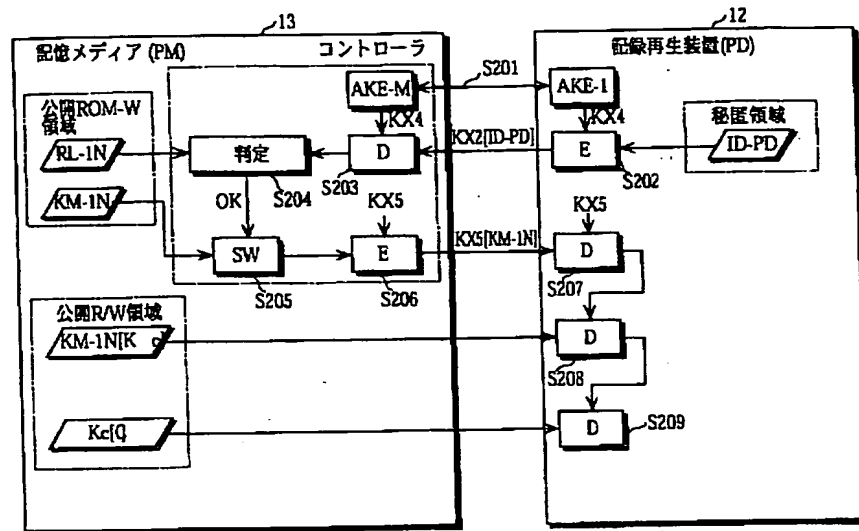 13
12
記憶メディア (PM)
コントローラ
記録再生装置(PD)
S201
AKE-M
AKE-1
公開ROM-W
領域
KX4
KX4
秘匿領域
RL-1N
判定
D
KX2[ID-PD]
E
ID-PD
S204
S203
S202
KM-1N
OK
KX5
KX5
SW
E
KX5[KM-1N]
D
S205
S206
S207
公開R/W領域
KM-1N[K c]
D
S208
Kc[C]
D
S209